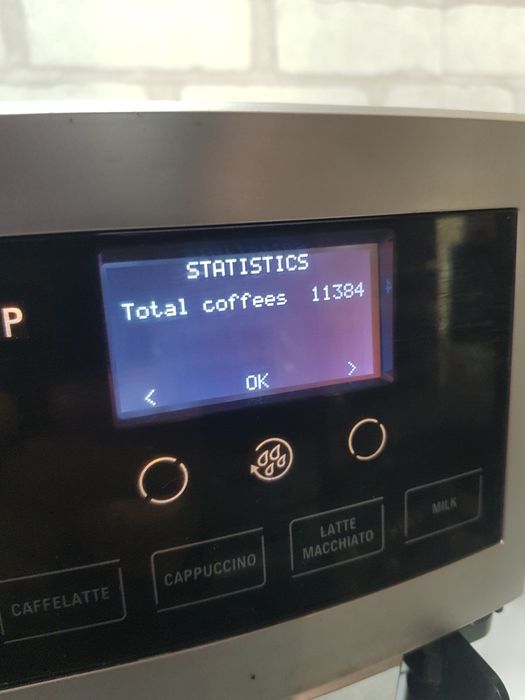 STATISTICS
Total coffees 11384
< OK >
P
CAFFELATTE
CAPPUCCINO
LATTE
MACCHIATO
MILK